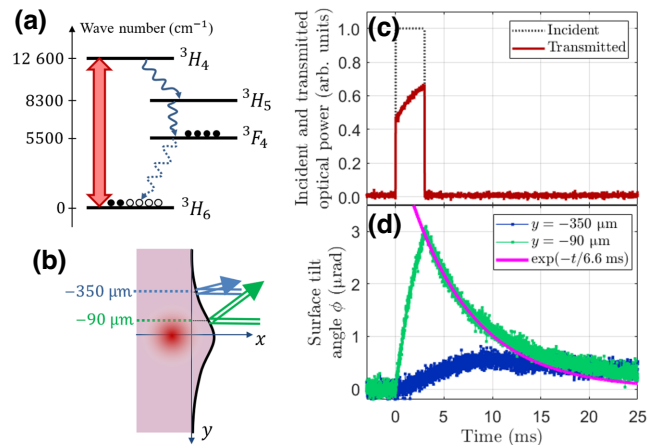 (a)
Wave number (cm⁻¹)
12 600
³H₄
8300
³H₅
5500
³F₄
0
³H₆
(b)
−350 μm
−90 μm
x
y
(c)
Incident and transmitted
optical power (arb. units)
1.0
0.8
0.6
0.4
0.2
0.0
Incident
Transmitted
(d)
Surface tilt
angle ϕ (μrad)
3
2
1
0
y = −350 μm
y = −90 μm
exp(−t/6.6 ms)
0 5 10 15 20 25
Time (ms)